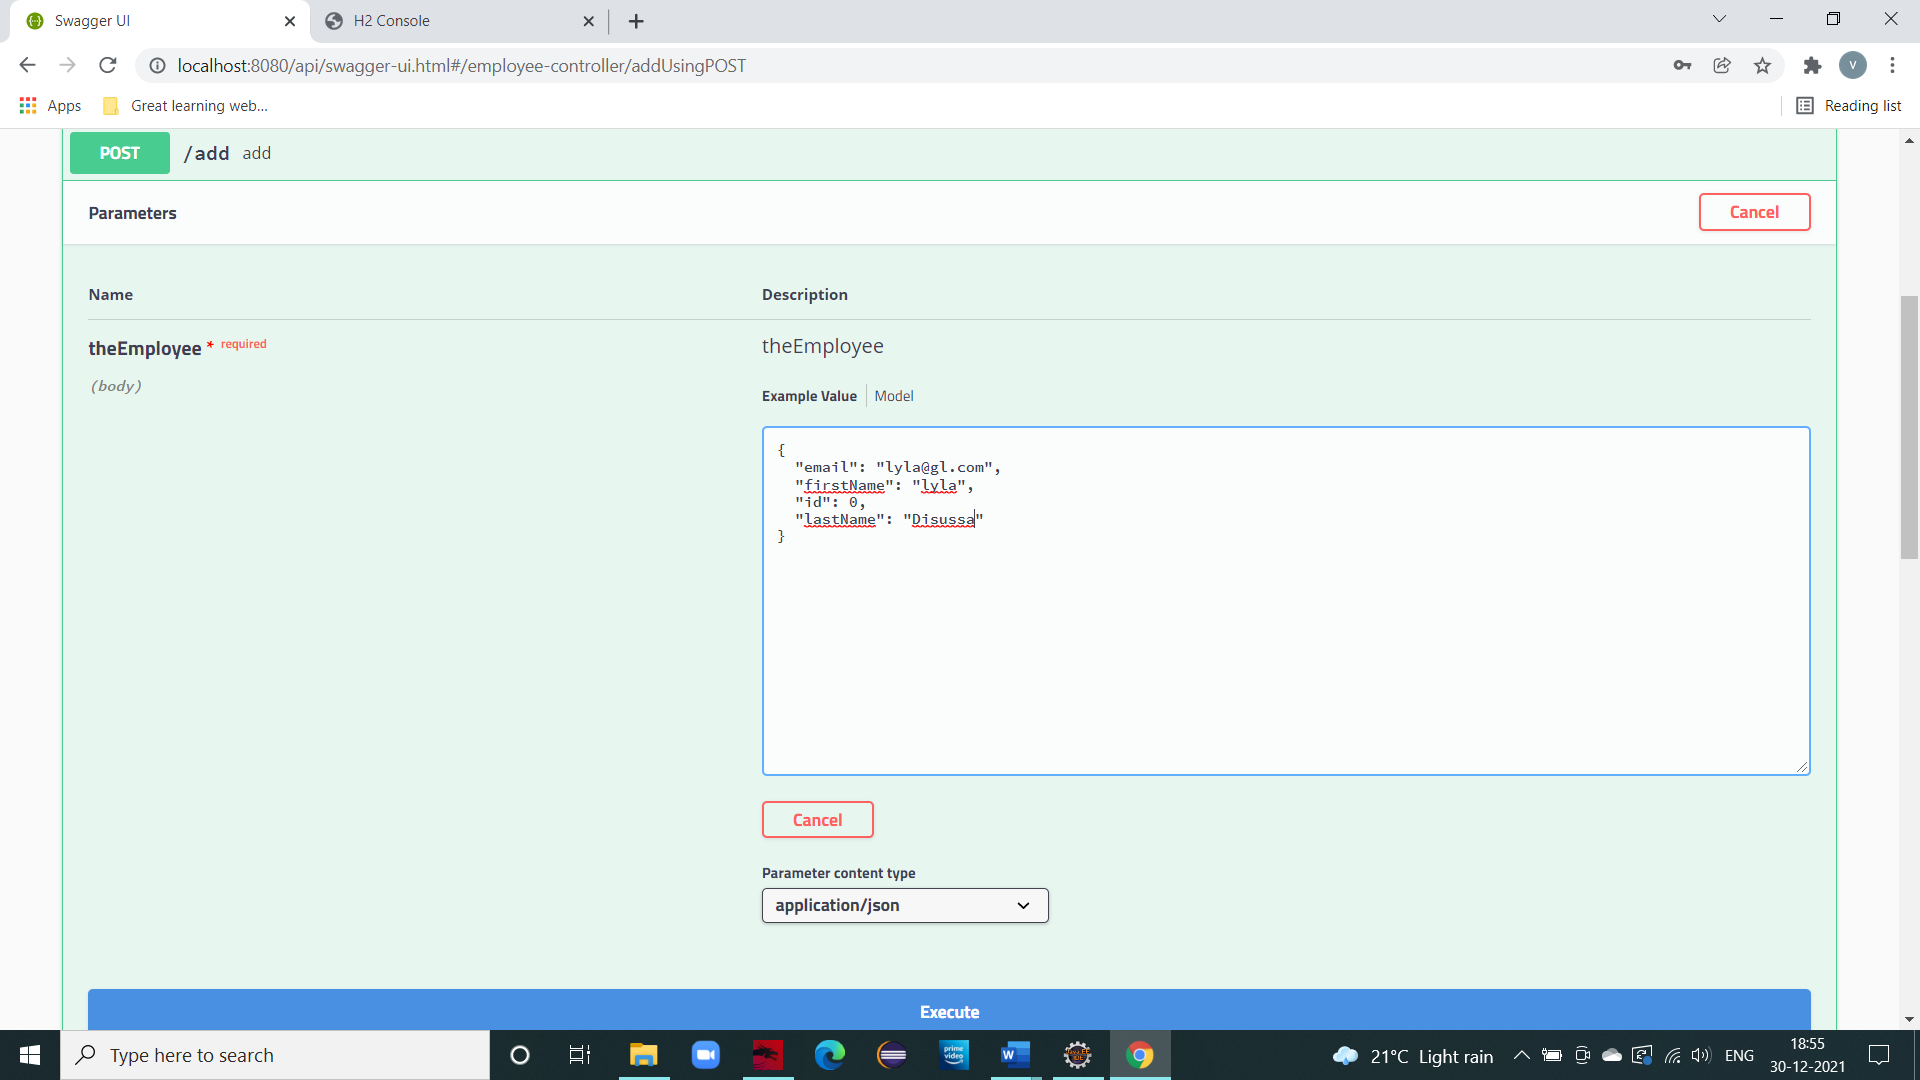 Swagger UI
H2 Console
localhost:8080/api/swagger-ui.html#/employee-controller/addUsingPOST
V
Apps
Great learning web...
Reading list
POST /add add
Parameters
Cancel
Name
Description
theEmployee * required
(body)
theEmployee
Example Value
Model
{
"email": "lyla@gl.com",
"firstName": "lyla",
"id": 0,
"lastName": "Disussa"
}
Cancel
Parameter content type
application/json
Execute
Type here to search
prime video
W
21°C Light rain
ENG
18:55
30-12-2021